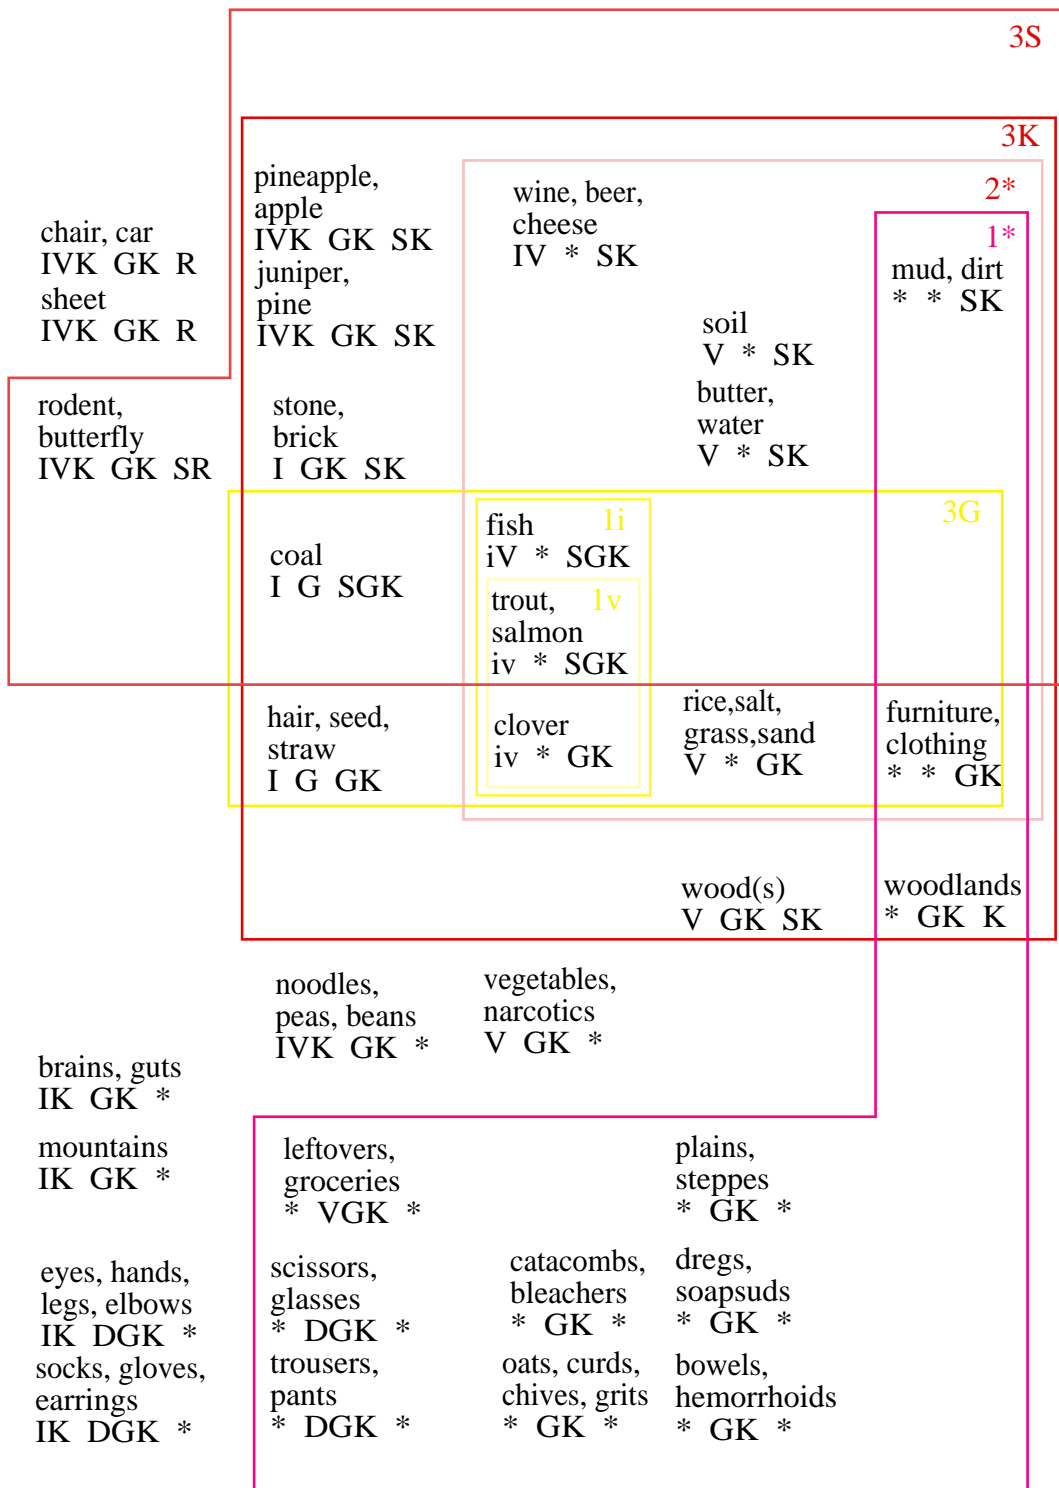 3S
3K
2*
1*
pineapple,
apple
IVK GK SK
juniper,
pine
IVK GK SK
wine, beer,
cheese
IV * SK
chair, car
IVK GK R
sheet
IVK GK R
mud, dirt
* * SK
soil
V * SK
butter,
water
V * SK
rodent,
butterfly
IVK GK SR
stone,
brick
I GK SK
3G
fish 1i
iV * SGK
coal
I G SGK
trout, 1v
salmon
iv * SGK
hair, seed,
straw
I G GK
clover
iv * GK
rice,salt,
grass,sand
V * GK
furniture,
clothing
* * GK
wood(s)
V GK SK
woodlands
* GK K
noodles,
peas, beans
IVK GK *
vegetables,
narcotics
V GK *
brains, guts
IK GK *
mountains
IK GK *
leftovers,
groceries
* VGK *
plains,
steppes
* GK *
eyes, hands,
legs, elbows
IK DGK *
scissors,
glasses
* DGK *
catacombs,
bleachers
* GK *
dregs,
soapsuds
* GK *
socks, gloves,
earrings
IK DGK *
trousers,
pants
* DGK *
oats, curds,
chives, grits
* GK *
bowels,
hemorrhoids
* GK *